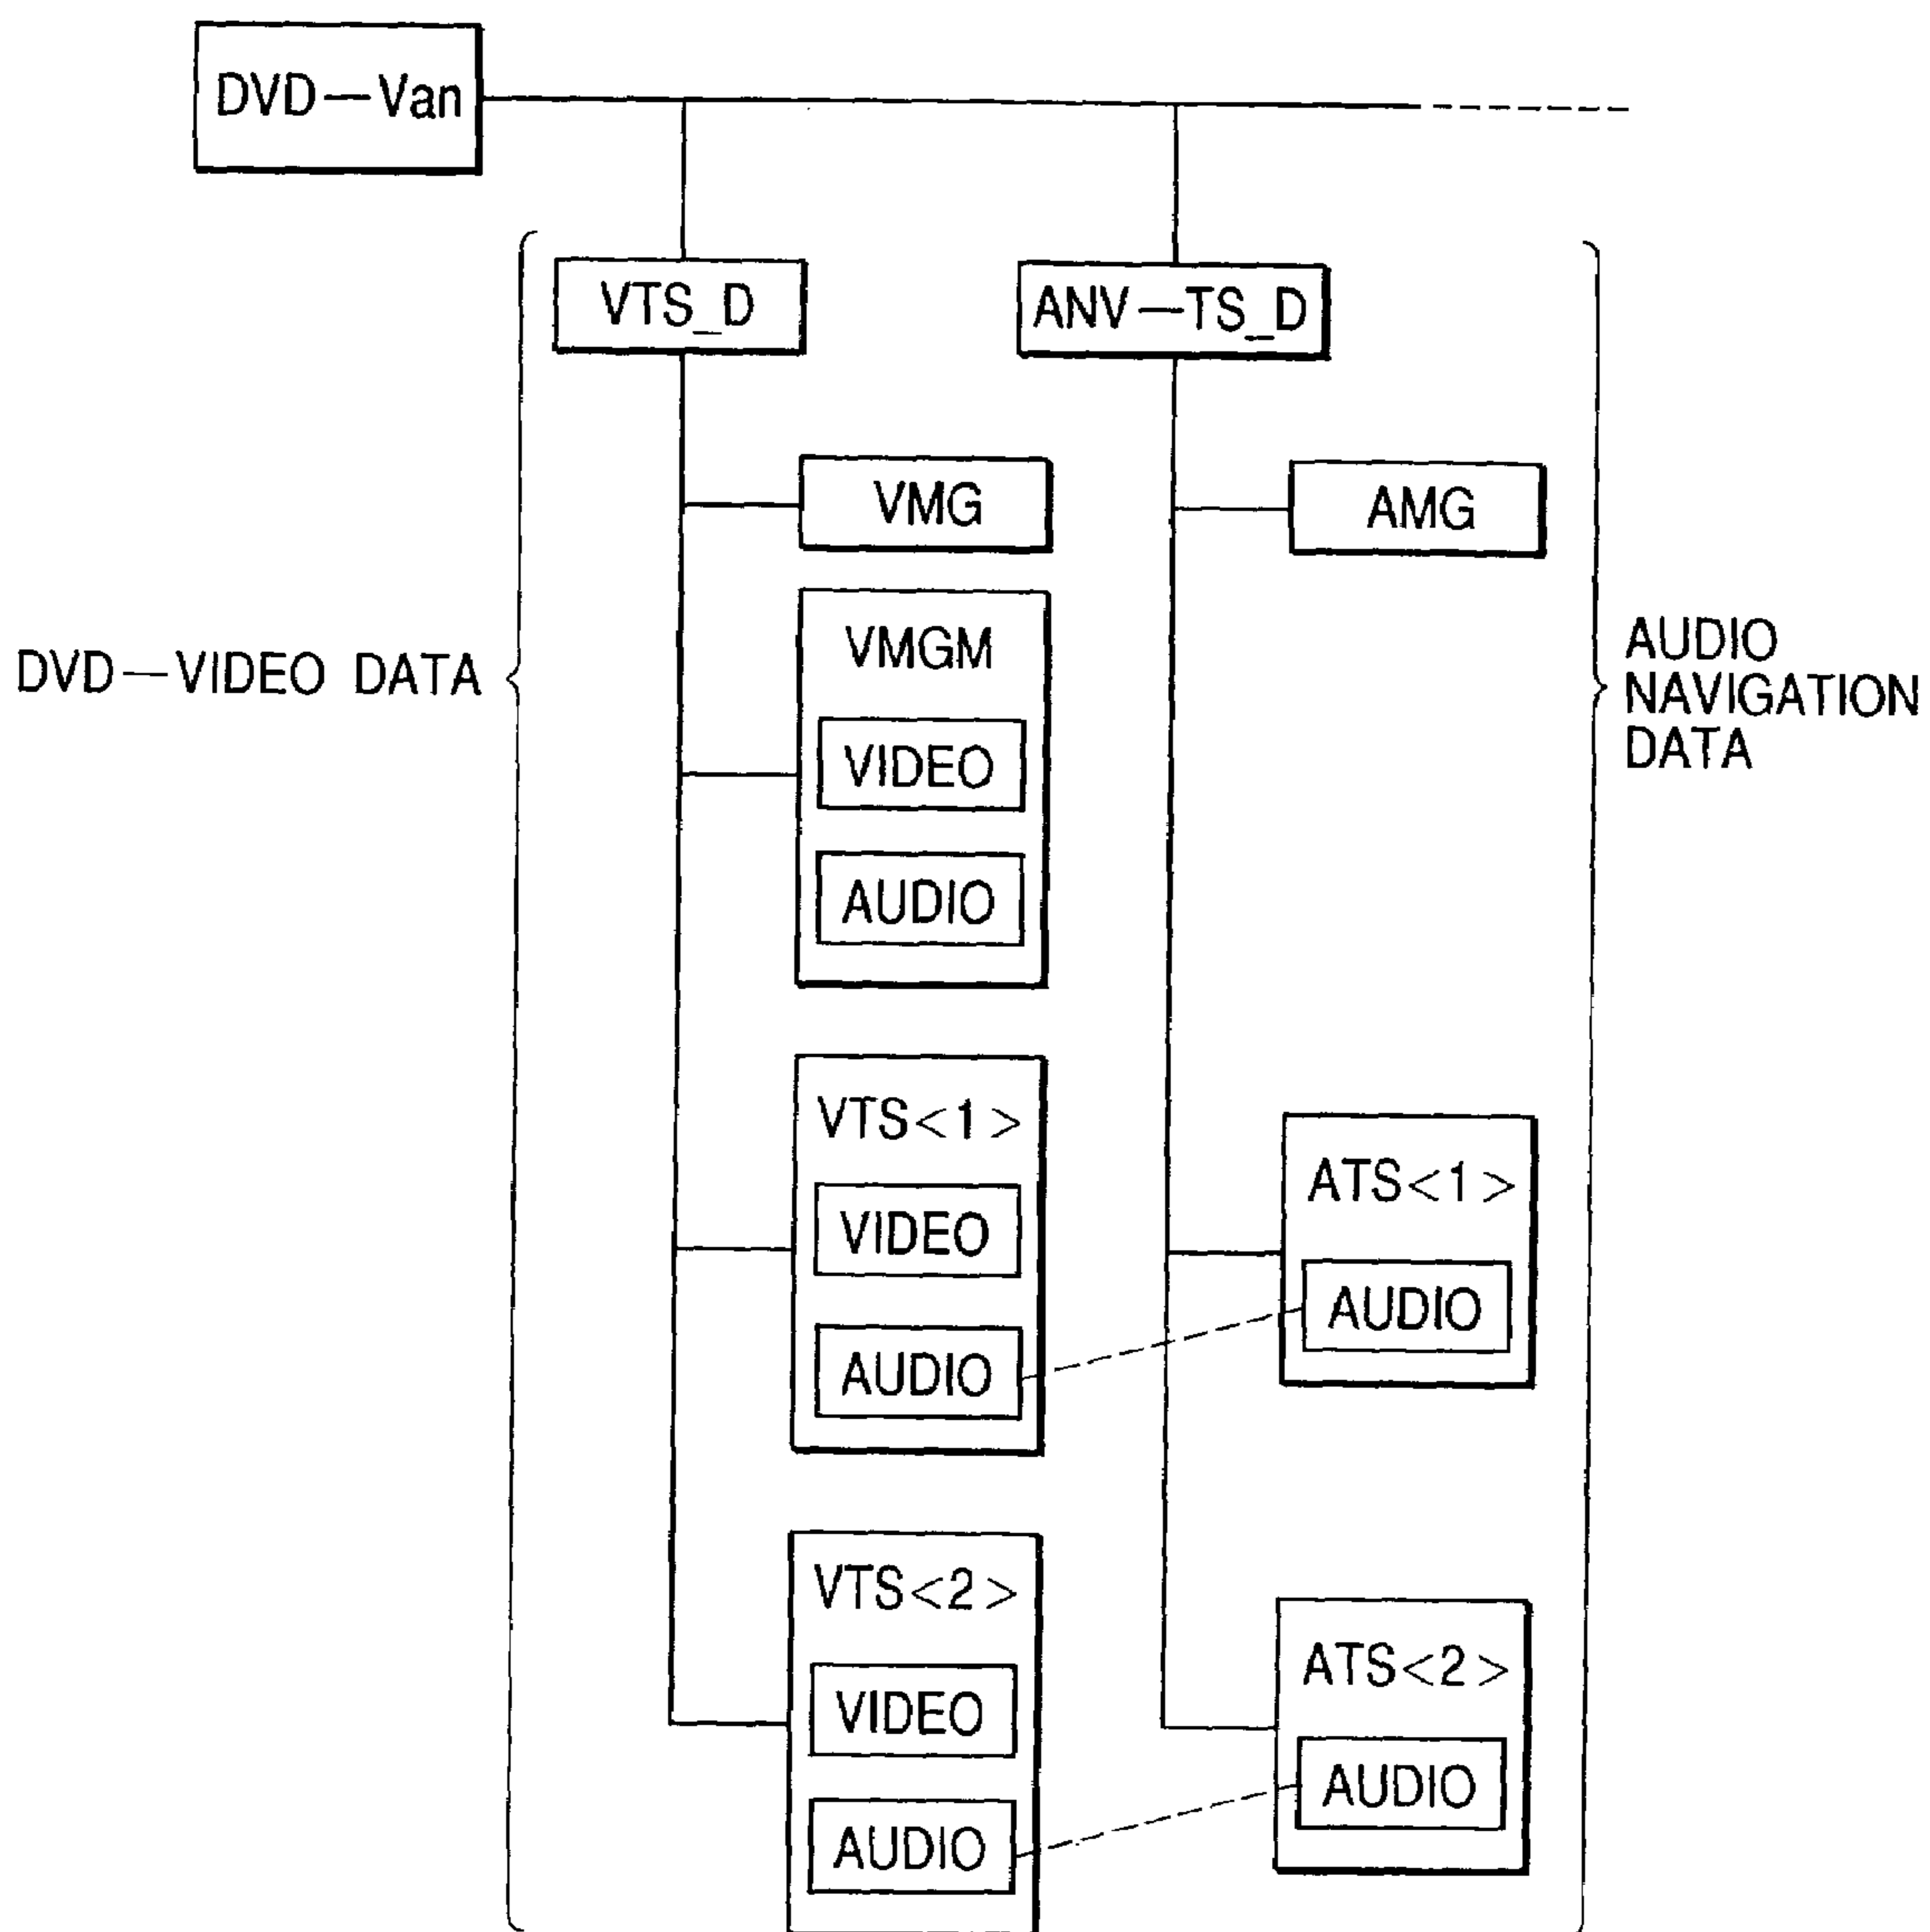 DVD—Van
VTS_D
ANV—TS_D
VMG
AMG
DVD—VIDEO DATA
VMGM
VIDEO
AUDIO
AUDIO
NAVIGATION
DATA
VTS<1>
VIDEO
AUDIO
ATS<1>
AUDIO
VTS<2>
VIDEO
AUDIO
ATS<2>
AUDIO